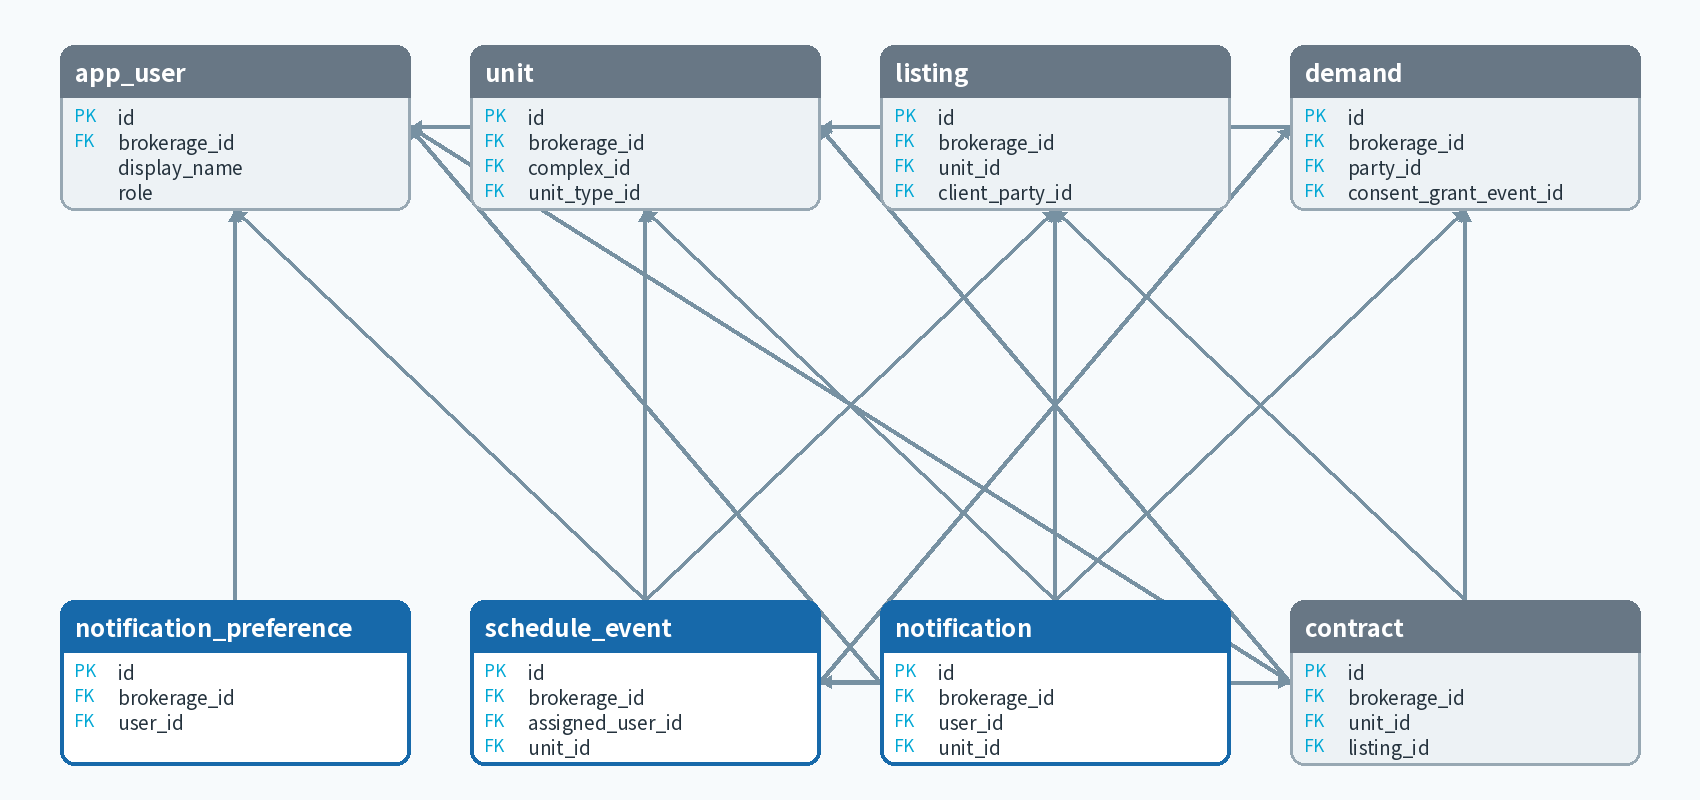 app_user
PK id
FK brokerage_id
display_name
role
unit
PK id
FK brokerage_id
FK complex_id
FK unit_type_id
listing
PK id
FK brokerage_id
FK unit_id
FK client_party_id
demand
PK id
FK brokerage_id
FK party_id
FK consent_grant_event_id
notification_preference
PK id
FK brokerage_id
FK user_id
schedule_event
PK id
FK brokerage_id
FK assigned_user_id
FK unit_id
notification
PK id
FK brokerage_id
FK user_id
FK unit_id
contract
PK id
FK brokerage_id
FK unit_id
FK listing_id